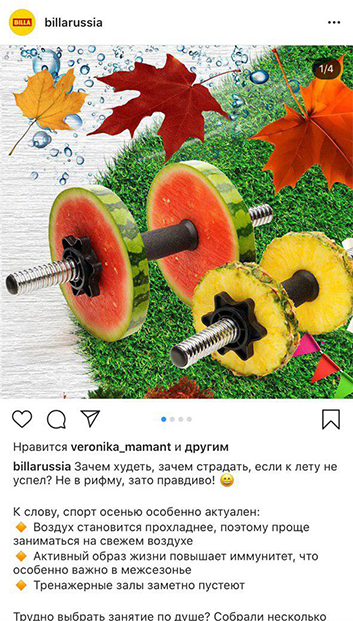 BILLA
billarussia
1/4
Нравится veronika_mamant и другим
billarussia Зачем худеть, зачем страдать, если к лету не
успел? Не в рифму, зато правдиво! 😄
К слову, спорт осенью особенно актуален:
🔸 Воздух становится прохладнее, поэтому проще
заниматься на свежем воздухе
🔸 Активный образ жизни повышает иммунитет, что
особенно важно в межсезонье
🔸 Тренажерные залы заметно пустеют
Трудно выбрать занятие по душе? Собрали несколько